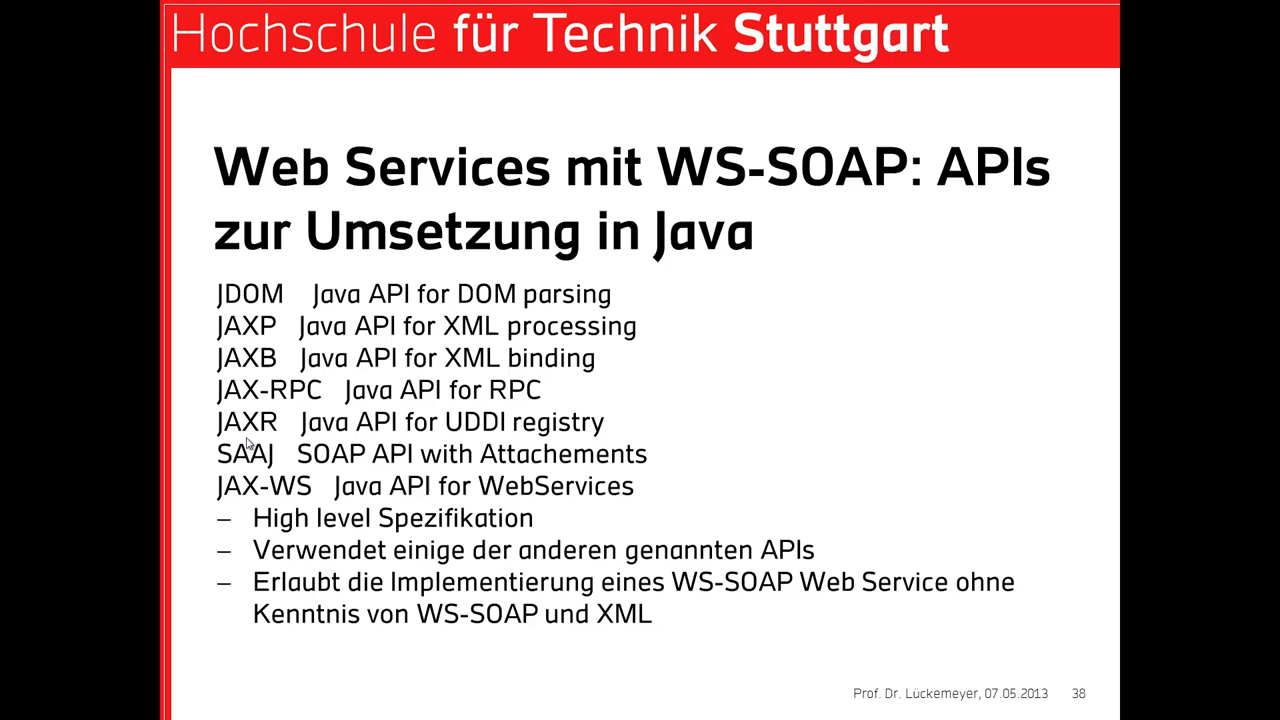 Hochschule für Technik Stuttgart
Web Services mit WS-SOAP: APIs
zur Umsetzung in Java
JDOM Java API for DOM parsing
JAXP Java API for XML processing
JAXB Java API for XML binding
JAX-RPC Java API for RPC
JAXR Java API for UDDI registry
SAAJ SOAP API with Attachements
JAX-WS Java API for WebServices
– High level Spezifikation
– Verwendet einige der anderen genannten APIs
– Erlaubt die Implementierung eines WS-SOAP Web Service ohne
Kenntnis von WS-SOAP und XML
Prof. Dr. Lückemeyer, 07.05.2013 38